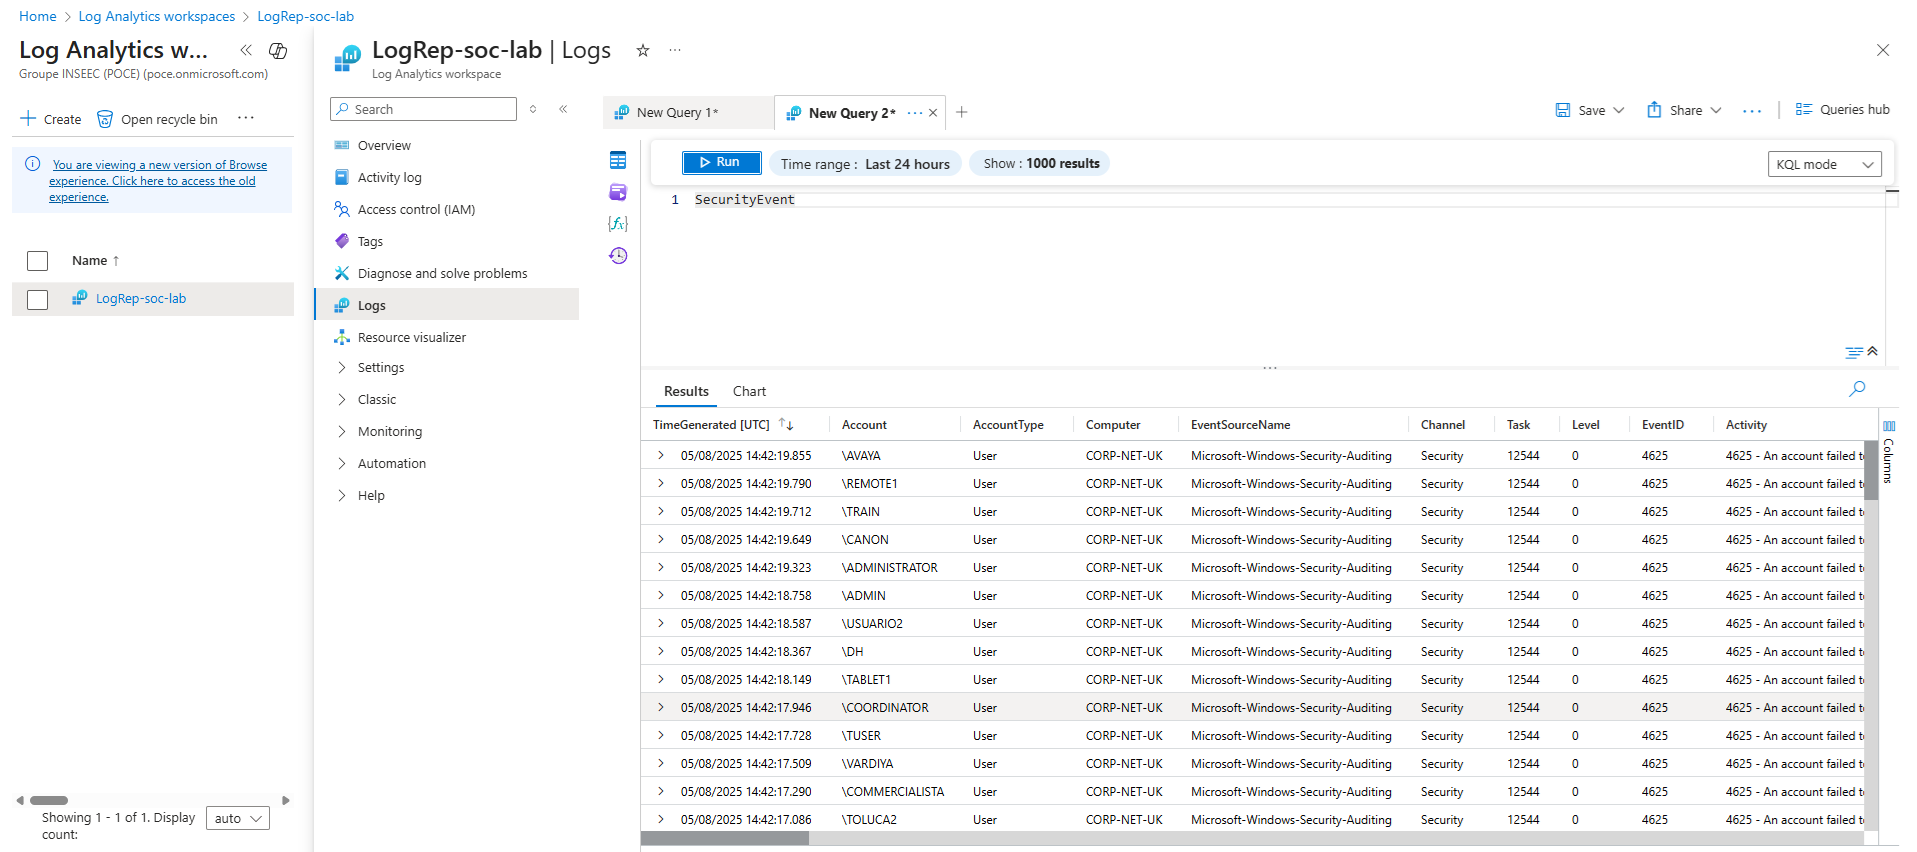 Home > Log Analytics workspaces > LogRep-soc-lab
Log Analytics w...
Groupe INSEEC (POCE) (poce.onmicrosoft.com)
Create Open recycle bin ...
You are viewing a new version of Browse
experience. Click here to access the old
experience.
Name ↑
LogRep-soc-lab
Showing 1 - 1 of 1. Display
count:
auto
LogRep-soc-lab | Logs
Log Analytics workspace
Search
Overview
Activity log
Access control (IAM)
Tags
Diagnose and solve problems
Logs
Resource visualizer
Settings
Classic
Monitoring
Automation
Help
New Query 1* New Query 2* ...
Save Share ... Queries hub
Run Time range : Last 24 hours Show : 1000 results KQL mode
{fx}
1 SecurityEvent
Results Chart
TimeGenerated [UTC] Account AccountType Computer EventSourceName Channel Task Level EventID Activity
05/08/2025 14:42:19.855 \AVAYA User CORP-NET-UK Microsoft-Windows-Security-Auditing Security 12544 0 4625 4625 - An account failed t
05/08/2025 14:42:19.790 \REMOTE1 User CORP-NET-UK Microsoft-Windows-Security-Auditing Security 12544 0 4625 4625 - An account failed t
05/08/2025 14:42:19.712 \TRAIN User CORP-NET-UK Microsoft-Windows-Security-Auditing Security 12544 0 4625 4625 - An account failed t
05/08/2025 14:42:19.649 \CANON User CORP-NET-UK Microsoft-Windows-Security-Auditing Security 12544 0 4625 4625 - An account failed t
05/08/2025 14:42:19.323 \ADMINISTRATOR User CORP-NET-UK Microsoft-Windows-Security-Auditing Security 12544 0 4625 4625 - An account failed t
05/08/2025 14:42:18.758 \ADMIN User CORP-NET-UK Microsoft-Windows-Security-Auditing Security 12544 0 4625 4625 - An account failed t
05/08/2025 14:42:18.587 \USUARIO2 User CORP-NET-UK Microsoft-Windows-Security-Auditing Security 12544 0 4625 4625 - An account failed t
05/08/2025 14:42:18.367 \DH User CORP-NET-UK Microsoft-Windows-Security-Auditing Security 12544 0 4625 4625 - An account failed t
05/08/2025 14:42:18.149 \TABLET1 User CORP-NET-UK Microsoft-Windows-Security-Auditing Security 12544 0 4625 4625 - An account failed t
05/08/2025 14:42:17.946 \COORDINATOR User CORP-NET-UK Microsoft-Windows-Security-Auditing Security 12544 0 4625 4625 - An account failed t
05/08/2025 14:42:17.728 \TUSER User CORP-NET-UK Microsoft-Windows-Security-Auditing Security 12544 0 4625 4625 - An account failed t
05/08/2025 14:42:17.509 \VARDIYA User CORP-NET-UK Microsoft-Windows-Security-Auditing Security 12544 0 4625 4625 - An account failed t
05/08/2025 14:42:17.290 \COMMERCIALISTA User CORP-NET-UK Microsoft-Windows-Security-Auditing Security 12544 0 4625 4625 - An account failed t
05/08/2025 14:42:17.086 \TOLUCA2 User CORP-NET-UK Microsoft-Windows-Security-Auditing Security 12544 0 4625 4625 - An account failed t
Columns